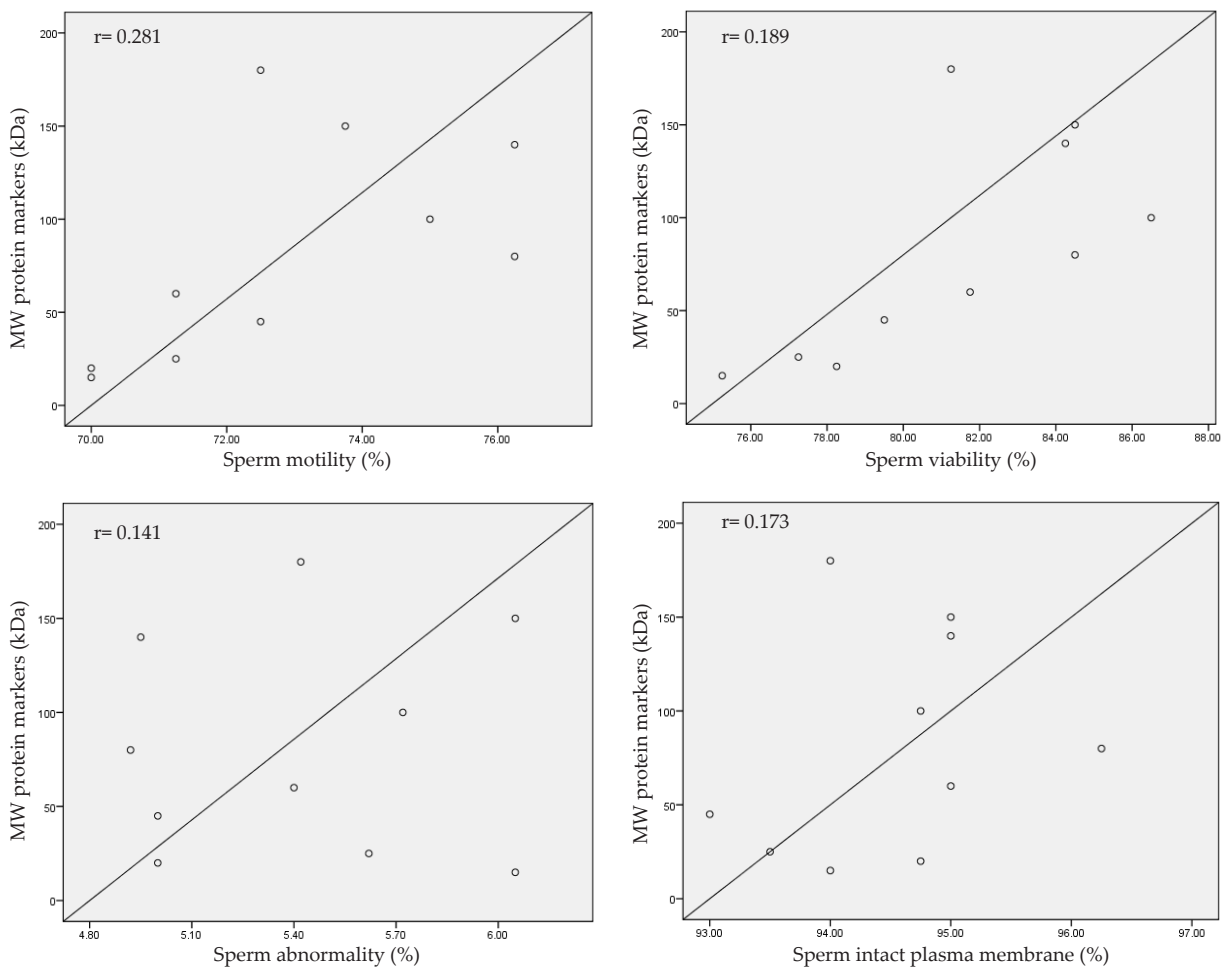 r= 0.281
MW protein markers (kDa)
200
150
100
50
0
70.00 72.00 74.00 76.00
Sperm motility (%)
r= 0.189
MW protein markers (kDa)
200
150
100
50
0
76.00 78.00 80.00 82.00 84.00 86.00 88.00
Sperm viability (%)
r= 0.141
MW protein markers (kDa)
200
150
100
50
0
4.80 5.10 5.40 5.70 6.00
Sperm abnormality (%)
r= 0.173
MW protein markers (kDa)
200
150
100
50
0
93.00 94.00 95.00 96.00 97.00
Sperm intact plasma membrane (%)